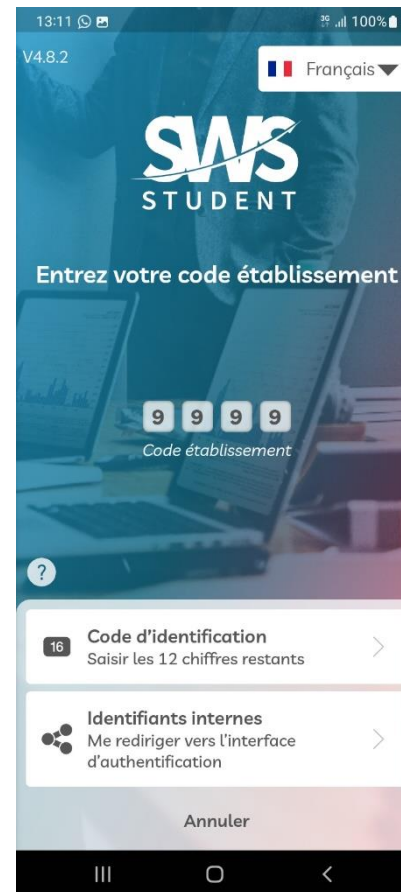 13:11 3G 100%
V4.8.2
Français
SWS
STUDENT
Entrez votre code établissement
9 9 9 9
Code établissement
?
Code d'identification
16
Saisir les 12 chiffres restants
Identifiants internes
Me rediriger vers l'interface
d'authentification
Annuler